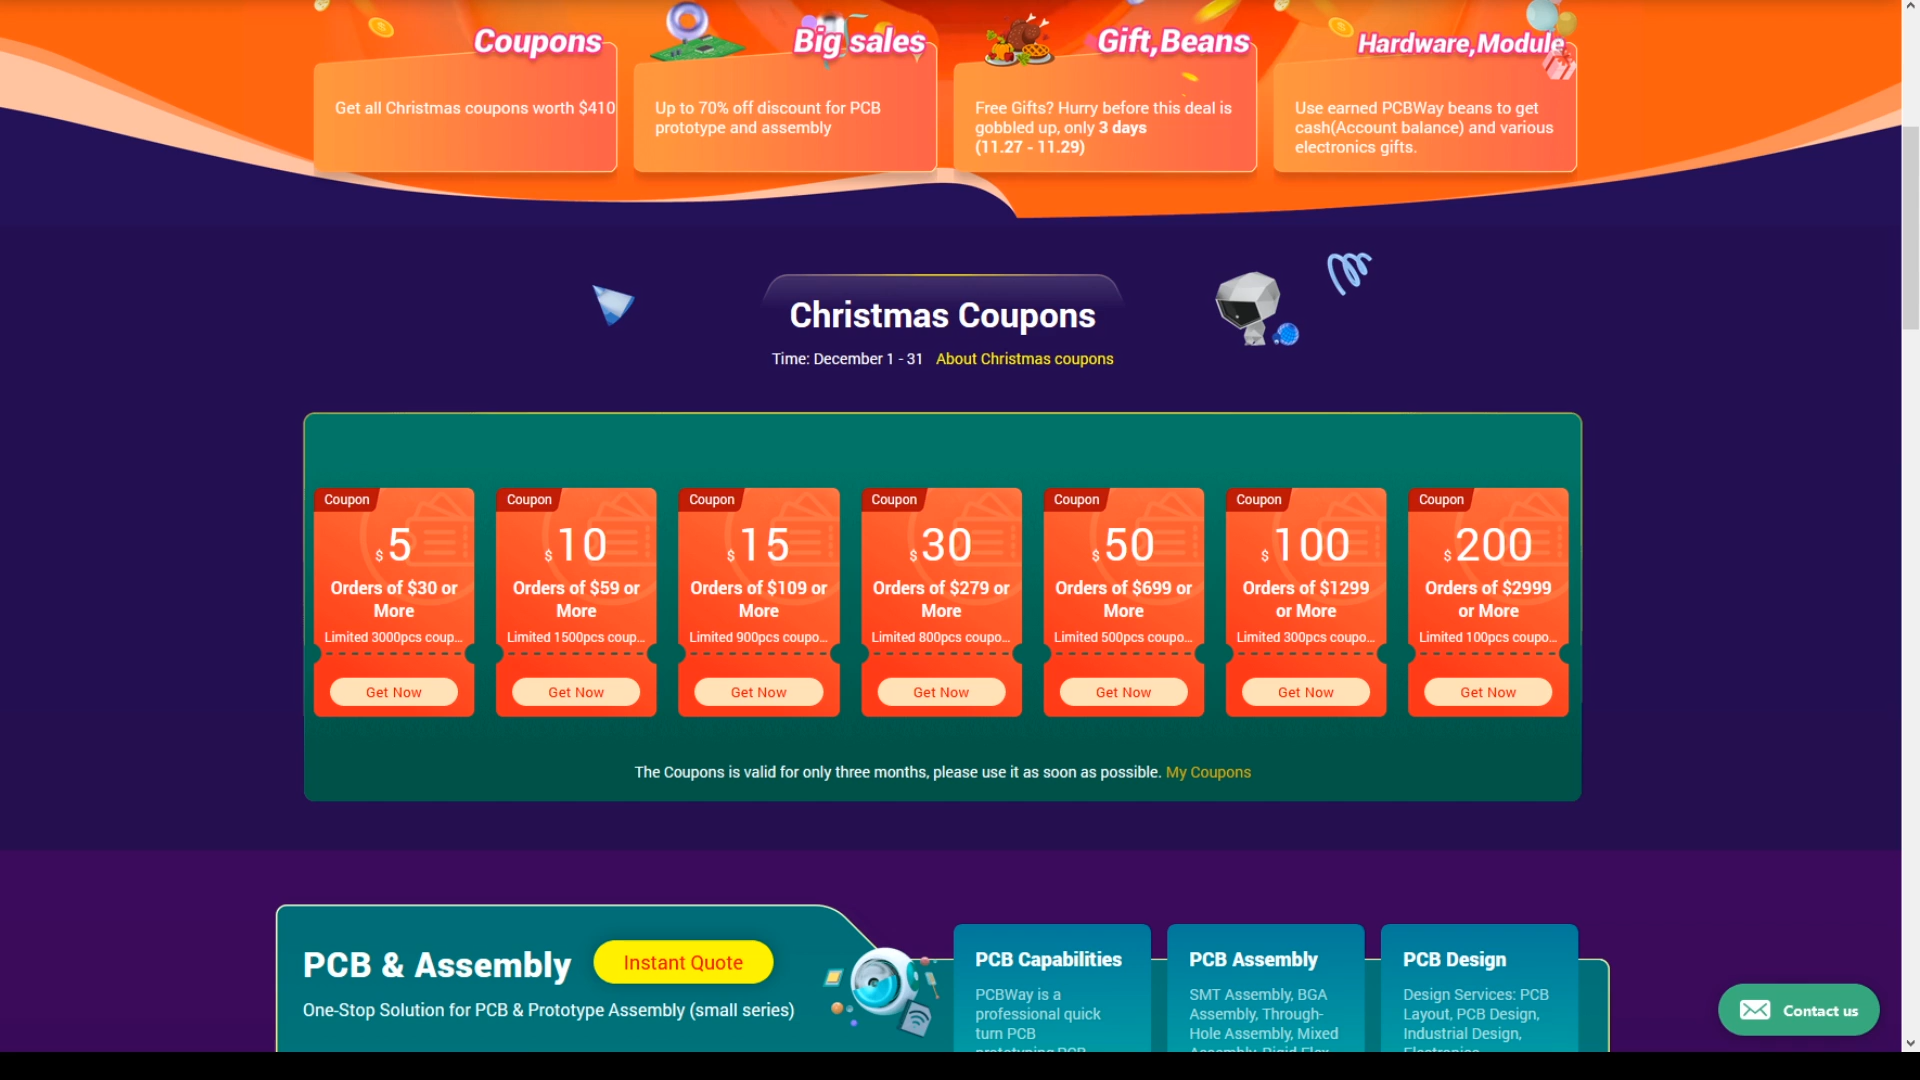 Coupons
Get all Christmas coupons worth $410
Big sales
Up to 70% off discount for PCB
prototype and assembly
Gift,Beans
Free Gifts? Hurry before this deal is
gobbled up, only 3 days
(11.27 - 11.29)
Hardware,Module
Use earned PCBWay beans to get
cash(Account balance) and various
electronics gifts.
Christmas Coupons
Time: December 1 - 31 About Christmas coupons
Coupon
$ 5
Orders of $30 or
More
Limited 3000pcs coup...
Get Now
Coupon
$ 10
Orders of $59 or
More
Limited 1500pcs coup...
Get Now
Coupon
$ 15
Orders of $109 or
More
Limited 900pcs coupo...
Get Now
Coupon
$ 30
Orders of $279 or
More
Limited 800pcs coupo...
Get Now
Coupon
$ 50
Orders of $699 or
More
Limited 500pcs coupo...
Get Now
Coupon
$ 100
Orders of $1299
or More
Limited 300pcs coupo...
Get Now
Coupon
$ 200
Orders of $2999
or More
Limited 100pcs coupo...
Get Now
The Coupons is valid for only three months, please use it as soon as possible. My Coupons
PCB & Assembly
Instant Quote
One-Stop Solution for PCB & Prototype Assembly (small series)
PCB Capabilities
PCBWay is a
professional quick
turn PCB
prototyping PCB
PCB Assembly
SMT Assembly, BGA
Assembly, Through-
Hole Assembly, Mixed
Assembly, Rigid Flex
PCB Design
Design Services: PCB
Layout, PCB Design,
Industrial Design,
Electronics
Contact us